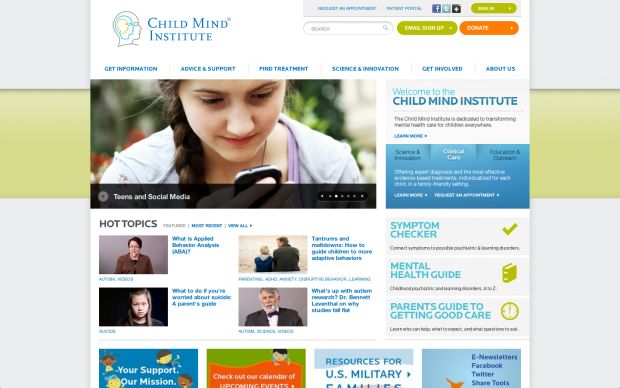 REQUEST AN APPOINTMENT
PATIENT PORTAL
SIGN IN
CHILD MIND®
INSTITUTE
SEARCH
EMAIL SIGN UP
DONATE
GET INFORMATION
ADVICE & SUPPORT
FIND TREATMENT
SCIENCE & INNOVATION
GET INVOLVED
ABOUT US
Teens and Social Media
Welcome to the
CHILD MIND INSTITUTE
The Child Mind Institute is dedicated to transforming
mental health care for children everywhere.
LEARN MORE
Science &
Innovation
Clinical
Care
Education &
Outreach
Offering expert diagnosis and the most effective
evidence-based treatments, individualized for each
child, in a family-friendly setting.
LEARN MORE
REQUEST AN APPOINTMENT
HOT TOPICS
FEATURED | MOST RECENT | VIEW ALL
What is Applied
Behavior Analysis
(ABA)?
AUTISM, VIDEOS
Tantrums and
meltdowns: How to
guide children to more
adaptive behaviors
PARENTING, ADHD, ANXIETY, DISRUPTIVE BEHAVIOR, LEARNING
What to do if you're
worried about suicide:
A parent's guide
SUICIDE
What's up with autism
research? Dr. Bennett
Leventhal on why
studies fall flat
AUTISM, SCIENCE, VIDEOS
SYMPTOM
CHECKER
Connect symptoms to possible psychiatric & learning disorders.
MENTAL
HEALTH GUIDE
Childhood psychiatric and learning disorders, A to Z.
PARENTS GUIDE TO
GETTING GOOD CARE
Learn who can help, what to expect, and what questions to ask.
Your Support.
Our Mission.
Check out our calendar of
UPCOMING EVENTS
RESOURCES FOR
U.S. MILITARY
FAMILIES
E-Newsletters
Facebook
Twitter
Share Tools